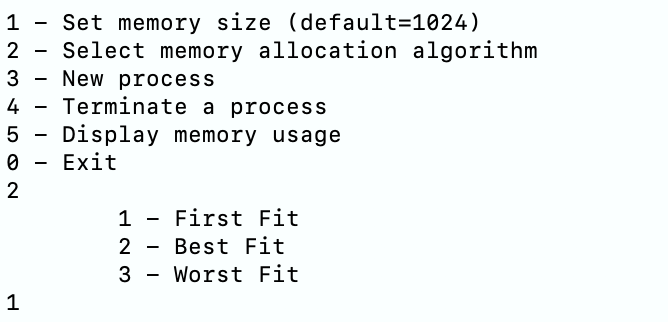 1 – Set memory size (default=1024)
2 – Select memory allocation algorithm
3 – New process
4 – Terminate a process
5 – Display memory usage
0 – Exit
2
1 – First Fit
2 – Best Fit
3 – Worst Fit
1